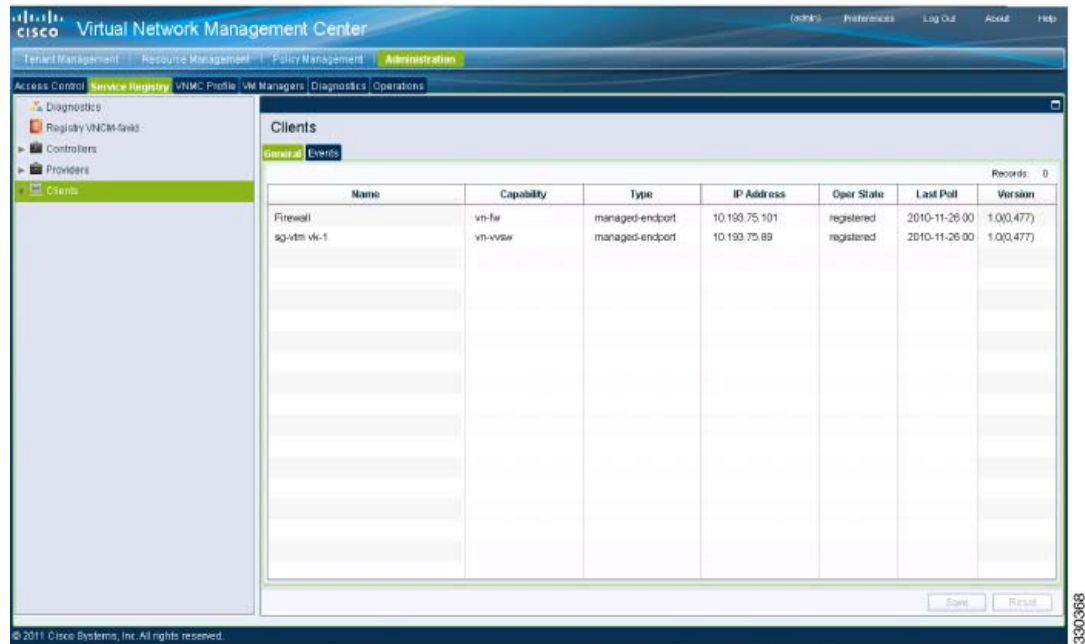 CISCO Virtual Network Management Center
(admin) Preferences Log Out About Help
Tenant Management Resource Management Policy Management Administration
Access Control Service Registry VNMC Profile VM Managers Diagnostics Operations
Diagnostics
Registry VNCM-favid
Controllers
Providers
Clients
Clients
General Events
Records: 0
Name Capability Type IP Address Oper State Last Poll Version
Firewall vn-fw managed-endport 10.193.75.101 registered 2010-11-26 00 1.0(0,477)
sg-vtm vk-1 vn-vvsw managed-endport 10.193.75.89 registered 2010-11-26 00 1.0(0,477)
Save Reset
© 2011 Cisco Systems, Inc. All rights reserved.
330368